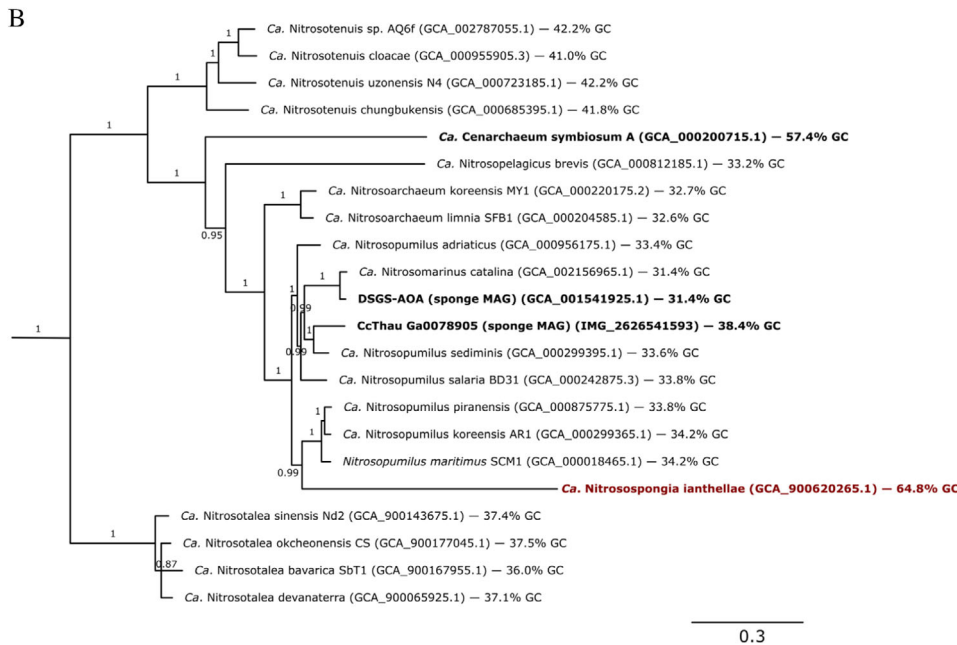 B
Ca. Nitrosotenuis sp. AQ6f (GCA_002787055.1) — 42.2% GC
1
Ca. Nitrosotenuis cloacae (GCA_000955905.3) — 41.0% GC
1
1
Ca. Nitrosotenuis uzonensis N4 (GCA_000723185.1) — 42.2% GC
Ca. Nitrosotenuis chungbukensis (GCA_000685395.1) — 41.8% GC
1
Ca. Cenarchaeum symbiosum A (GCA_000200715.1) — 57.4% GC
Ca. Nitrosopelagicus brevis (GCA_000812185.1) — 33.2% GC
1
Ca. Nitrosoarchaeum koreensis MY1 (GCA_000220175.2) — 32.7% GC
1
Ca. Nitrosoarchaeum limnia SFB1 (GCA_000204585.1) — 32.6% GC
0.95
Ca. Nitrosopumilus adriaticus (GCA_000956175.1) — 33.4% GC
Ca. Nitrosomarinus catalina (GCA_002156965.1) — 31.4% GC
1
1
1
DSGS-AOA (sponge MAG) (GCA_001541925.1) — 31.4% GC
0.99
CcThau Ga0078905 (sponge MAG) (IMG_2626541593) — 38.4% GC
1
1
Ca. Nitrosopumilus sediminis (GCA_000299395.1) — 33.6% GC
0.99
1
Ca. Nitrosopumilus salaria BD31 (GCA_000242875.3) — 33.8% GC
Ca. Nitrosopumilus piranensis (GCA_000875775.1) — 33.8% GC
1
Ca. Nitrosopumilus koreensis AR1 (GCA_000299365.1) — 34.2% GC
1
Nitrosopumilus maritimus SCM1 (GCA_000018465.1) — 34.2% GC
0.99
Ca. Nitrosospongia ianthellae (GCA_900620265.1) — 64.8% GC
Ca. Nitrosotalea sinensis Nd2 (GCA_900143675.1) — 37.4% GC
1
Ca. Nitrosotalea okcheonensis CS (GCA_900177045.1) — 37.5% GC
0.87
Ca. Nitrosotalea bavarica SbT1 (GCA_900167955.1) — 36.0% GC
Ca. Nitrosotalea devanaterra (GCA_900065925.1) — 37.1% GC
0.3